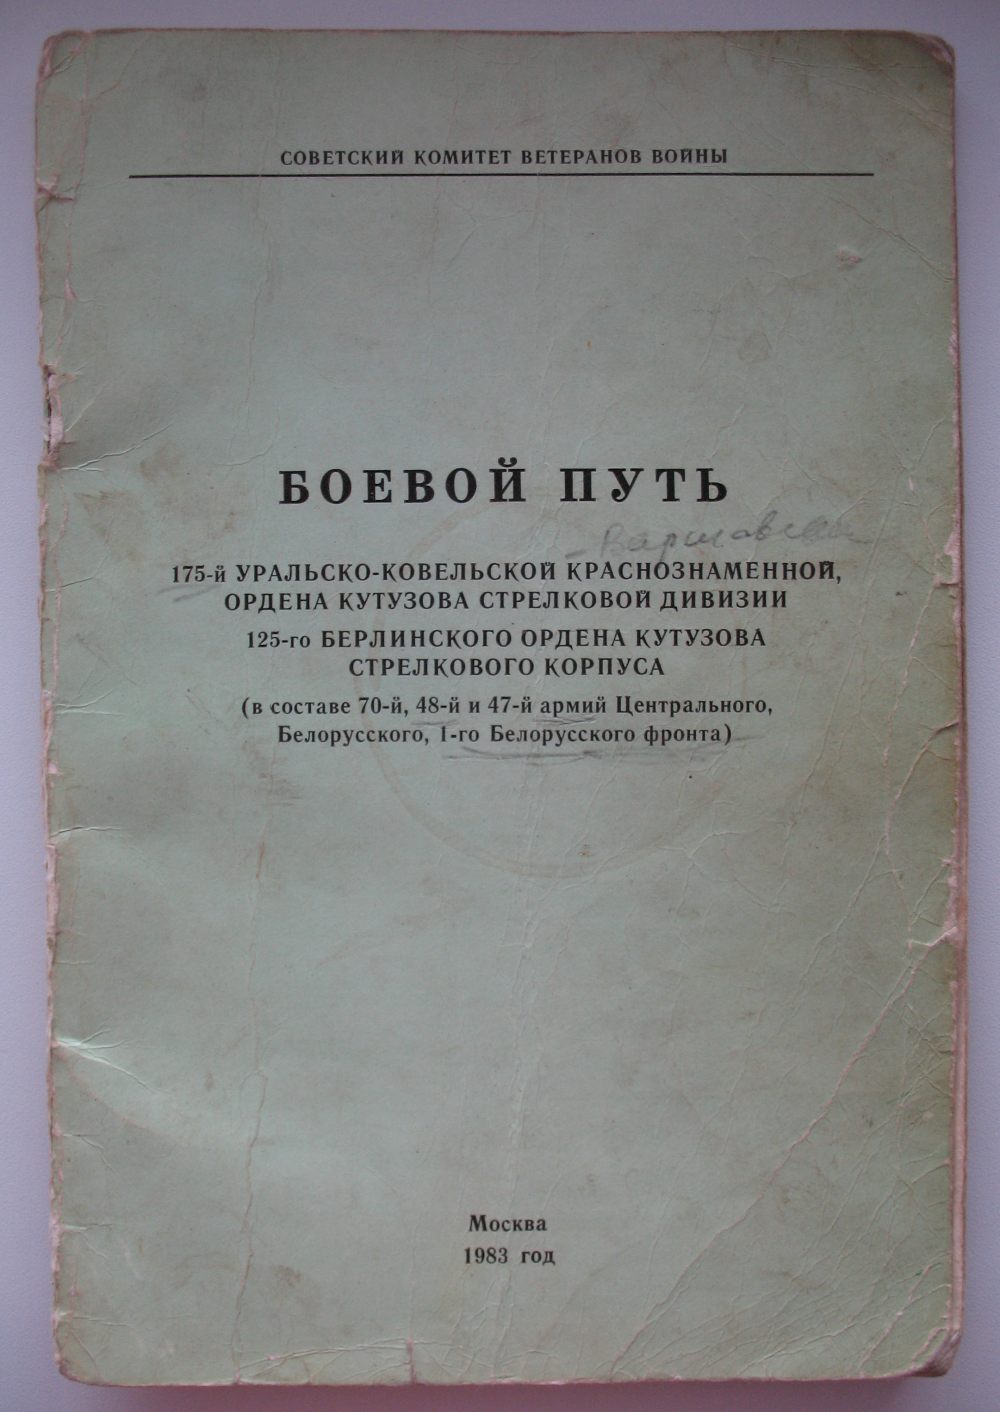 СОВЕТСКИЙ КОМИТЕТ ВЕТЕРАНОВ ВОЙНЫ
БОЕВОЙ ПУТЬ
175-й УРАЛЬСКО-КОВЕЛЬСКОЙ КРАСНОЗНАМЕННОЙ,
ОРДЕНА КУТУЗОВА СТРЕЛКОВОЙ ДИВИЗИИ
125-го БЕРЛИНСКОГО ОРДЕНА КУТУЗОВА
СТРЕЛКОВОГО КОРПУСА
(в составе 70-й, 48-й и 47-й армий Центрального,
Белорусского, 1-го Белорусского фронта)
Москва
1983 год